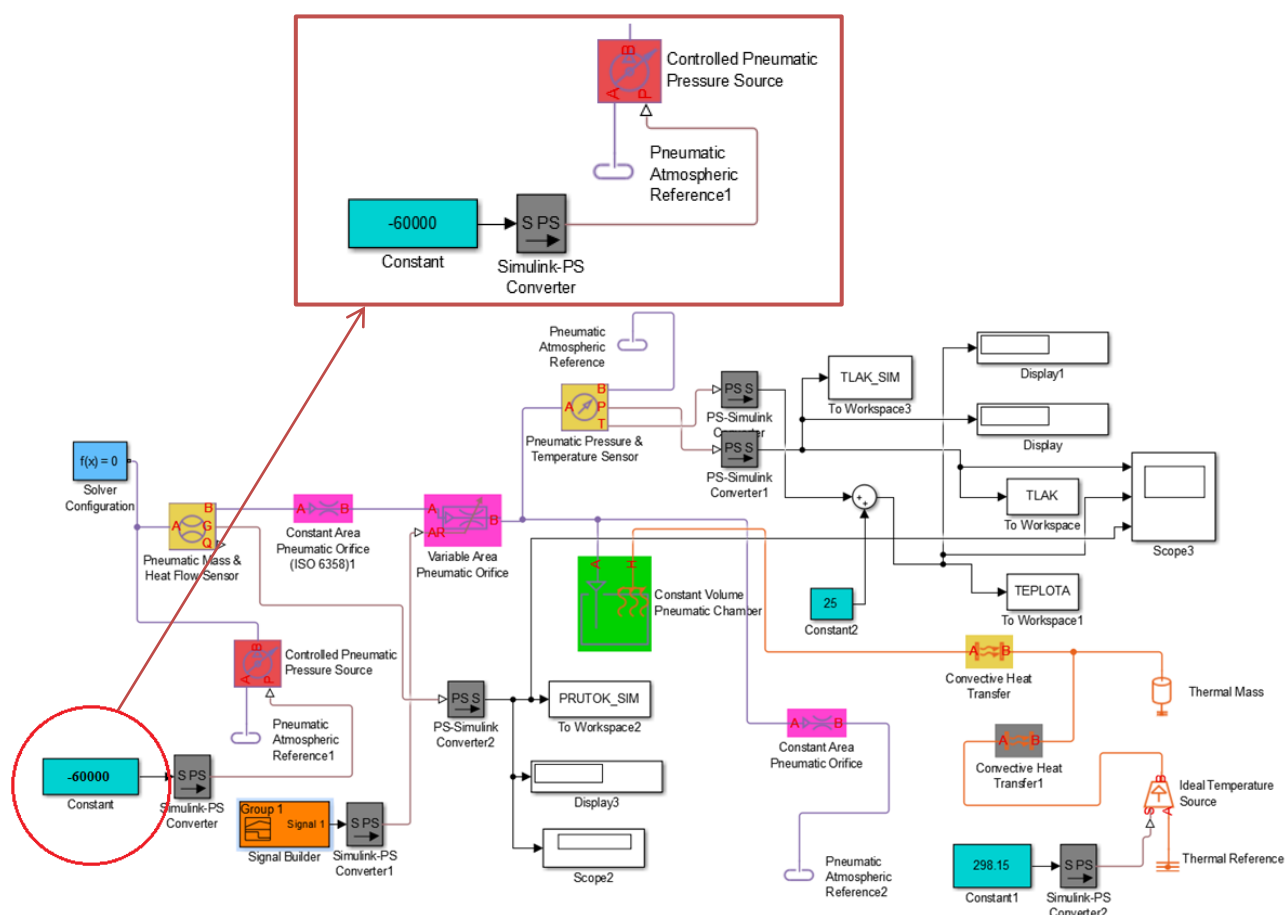 B
Controlled Pneumatic
Pressure Source
A
P
Pneumatic
Atmospheric
Reference1
-60000
S PS
Constant
Simulink-PS
Converter
Pneumatic
Atmospheric
Reference
Display1
TLAK_SIM
To Workspace3
PS S
PS-Simulink
Converter
B
A
P
T
Pneumatic Pressure &
Temperature Sensor
PS S
PS-Simulink
Converter1
Display
f(x) = 0
Solver
Configuration
TLAK
To Workspace
Scope3
B
A
G
Q
Pneumatic Mass &
Heat Flow Sensor
A
B
Constant Area
Pneumatic Orifice
(ISO 6358)1
A
B
AR
Variable Area
Pneumatic Orifice
A
H
Constant Volume
Pneumatic Chamber
25
Constant2
TEPLOTA
To Workspace1
B
A
P
Controlled Pneumatic
Pressure Source
Pneumatic
Atmospheric
Reference1
A
B
Convective Heat
Transfer
Thermal Mass
PS S
PS-Simulink
Converter2
PRUTOK_SIM
To Workspace2
A
B
Constant Area
Pneumatic Orifice
A
B
Convective Heat
Transfer1
-60000
Constant
S PS
Simulink-PS
Converter
Display3
B
S
A
Ideal Temperature
Source
Group 1
Signal 1
Signal Builder
S PS
Simulink-PS
Converter1
Scope2
Pneumatic
Atmospheric
Reference2
298.15
Constant1
S PS
Simulink-PS
Converter2
Thermal Reference